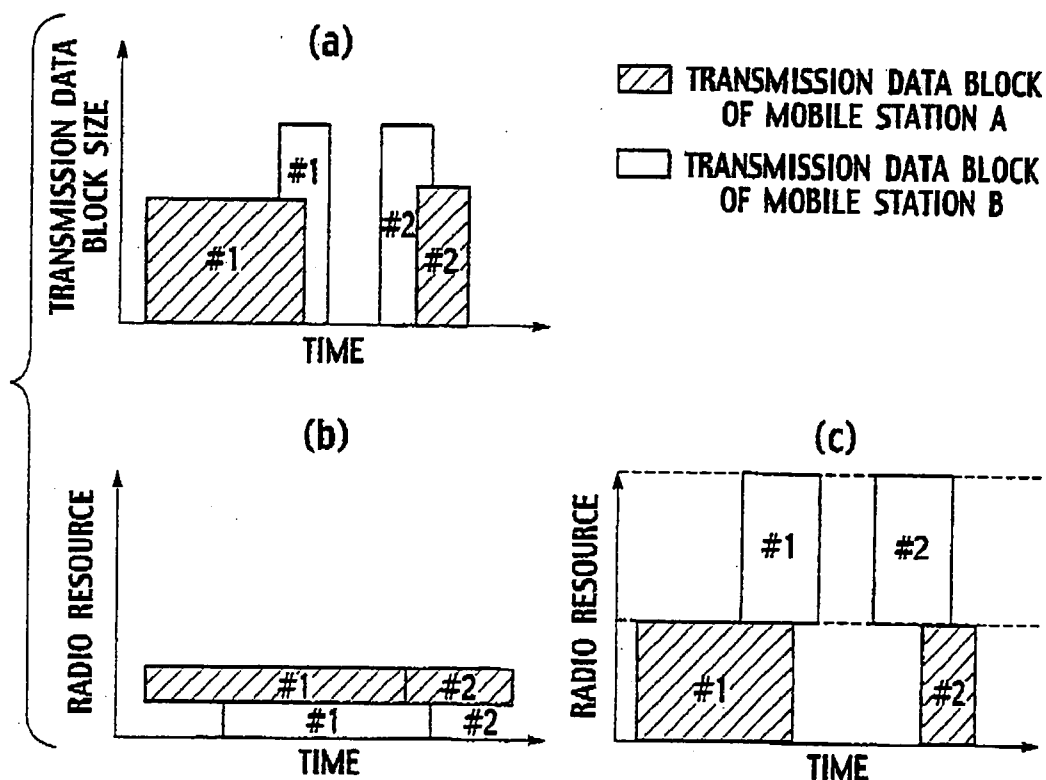 (a)
TRANSMISSION DATA
BLOCK SIZE
#1
#1
#2
#2
TIME
TRANSMISSION DATA BLOCK
OF MOBILE STATION A
TRANSMISSION DATA BLOCK
OF MOBILE STATION B
(b)
RADIO RESOURCE
#1
#2
#1
#2
TIME
(c)
RADIO RESOURCE
#1
#2
#1
#2
TIME